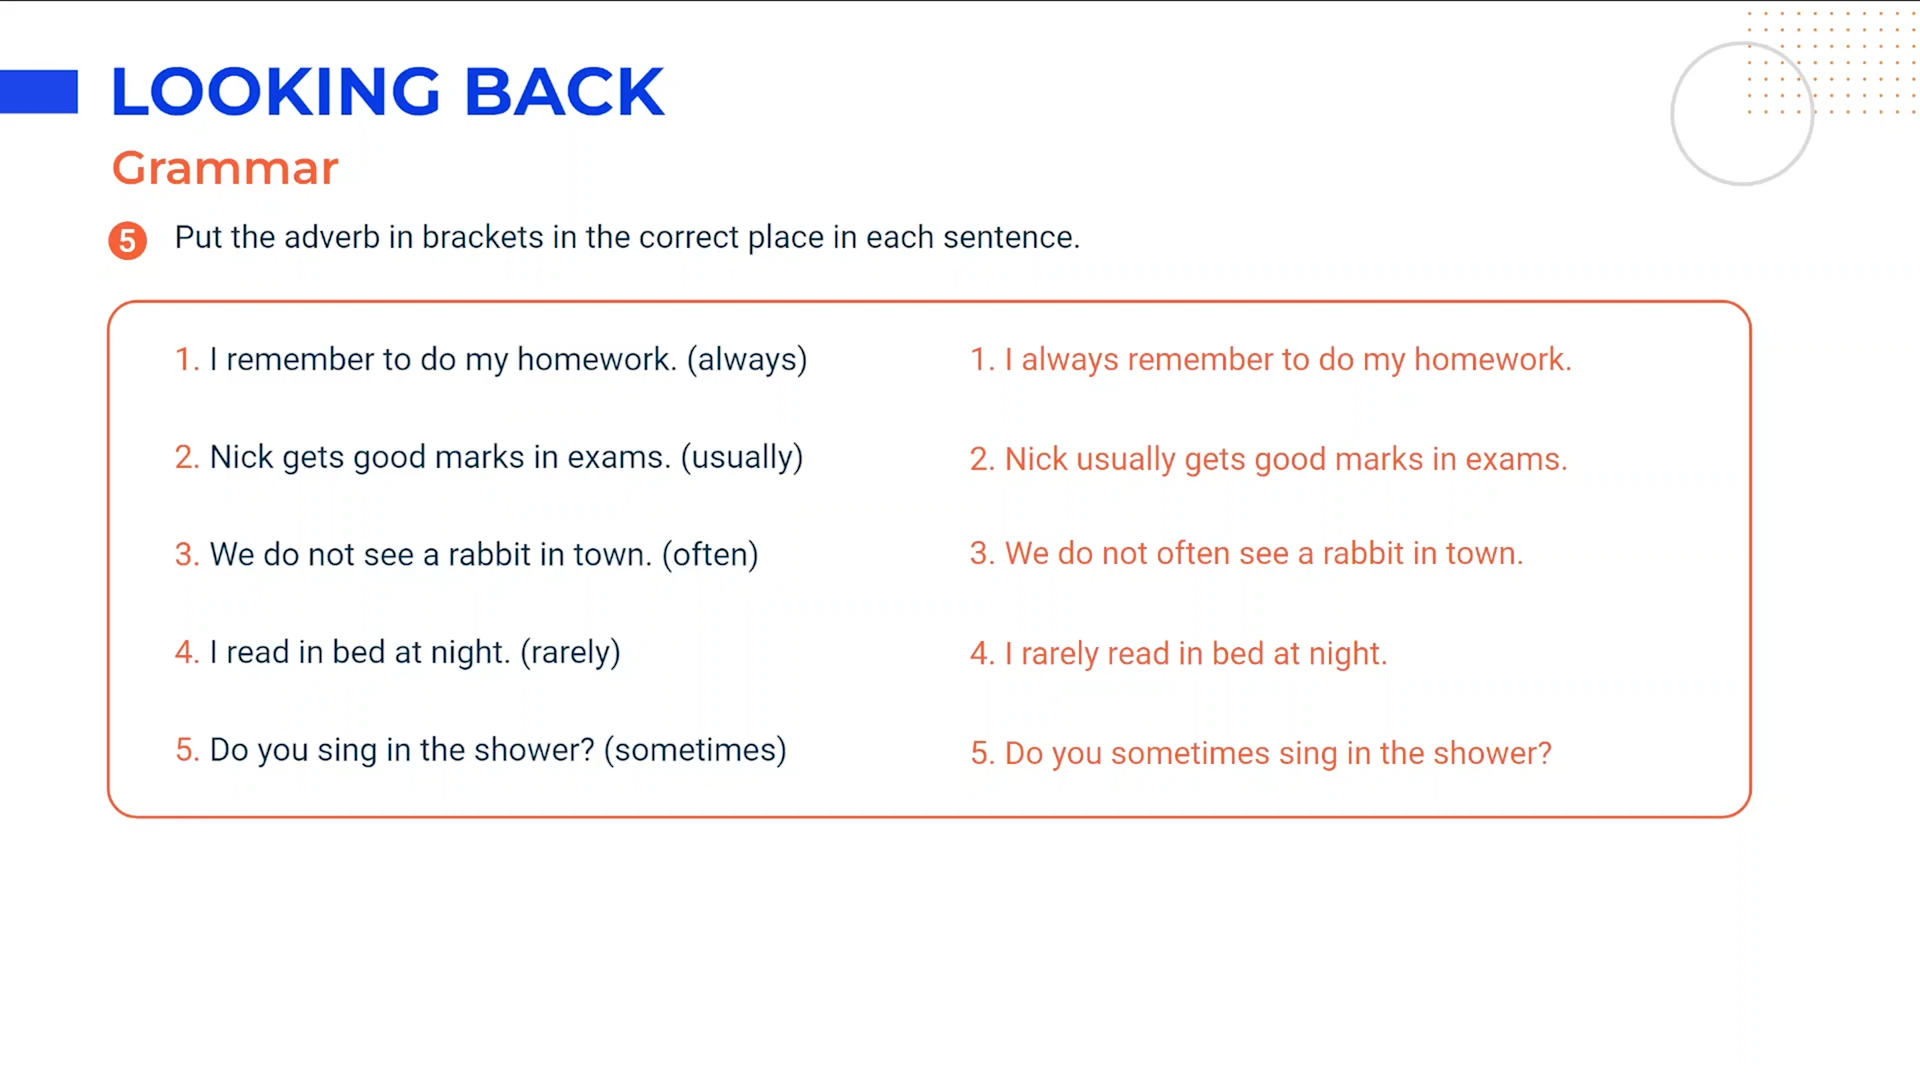 LOOKING BACK
Grammar
5 Put the adverb in brackets in the correct place in each sentence.
1. I remember to do my homework. (always)
1. I always remember to do my homework.
2. Nick gets good marks in exams. (usually)
2. Nick usually gets good marks in exams.
3. We do not see a rabbit in town. (often)
3. We do not often see a rabbit in town.
4. I read in bed at night. (rarely)
4. I rarely read in bed at night.
5. Do you sing in the shower? (sometimes)
5. Do you sometimes sing in the shower?